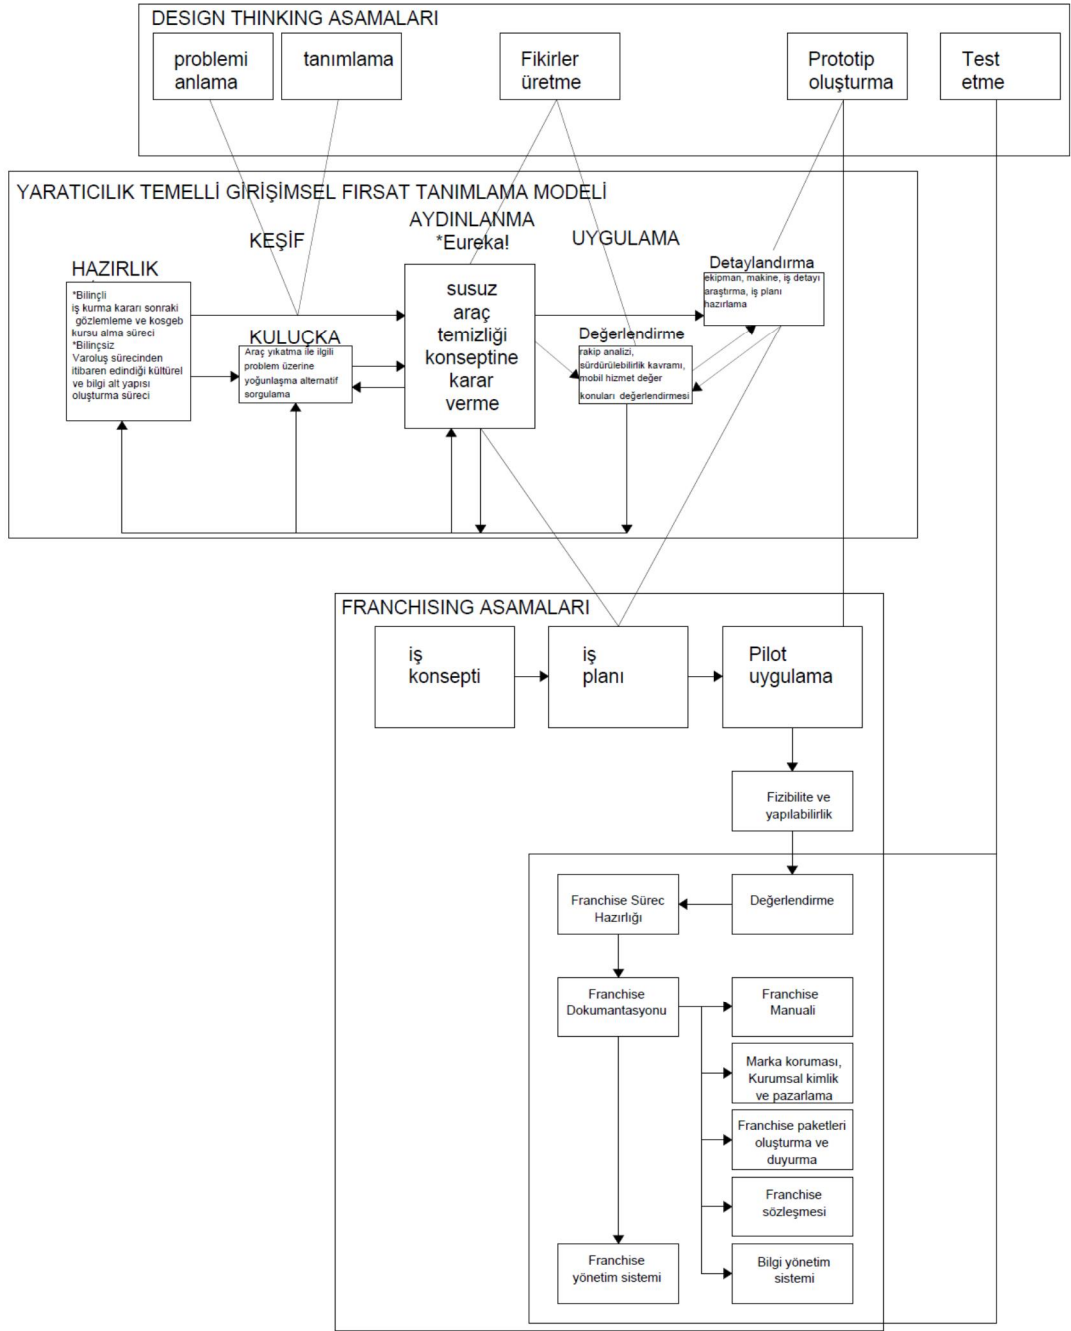 DESIGN THINKING ASAMALARI
problemi
anlama
tanımlama
Fikirler
üretme
Prototip
oluşturma
Test
etme
YARATICILIK TEMELLİ GİRİŞİMSEL FIRSAT TANIMLAMA MODELİ
KEŞİF
AYDINLANMA
*Eureka!
UYGULAMA
HAZIRLIK
*Bilinçli
iş kurma kararı sonraki
gözlemleme ve kosgeb
kursu alma süreci
*Bilinçsiz
Varoluş sürecinden
itibaren edindiği kültürel
ve bilgi alt yapısı
oluşturma süreci
KULUÇKA
Araç yıkatma ile ilgili
problem üzerine
yoğunlaşma alternatif
sorgulama
susuz
araç
temizliği
konseptine
karar
verme
Değerlendirme
rakip analizi,
sürdürülebilirlik kavramı,
mobil hizmet değer
konuları değerlendirmesi
Detaylandırma
ekipman, makine, iş detayı
araştırma, iş planı
hazırlama
FRANCHISING ASAMALARI
iş
konsepti
iş
planı
Pilot
uygulama
Fizibilite ve
yapılabilirlik
Franchise Sürec
Hazırlığı
Değerlendirme
Franchise
Dokumantasyonu
Franchise
Manuali
Marka koruması,
Kurumsal kimlik
ve pazarlama
Franchise paketleri
oluşturma ve
duyurma
Franchise
sözleşmesi
Franchise
yönetim sistemi
Bilgi yönetim
sistemi